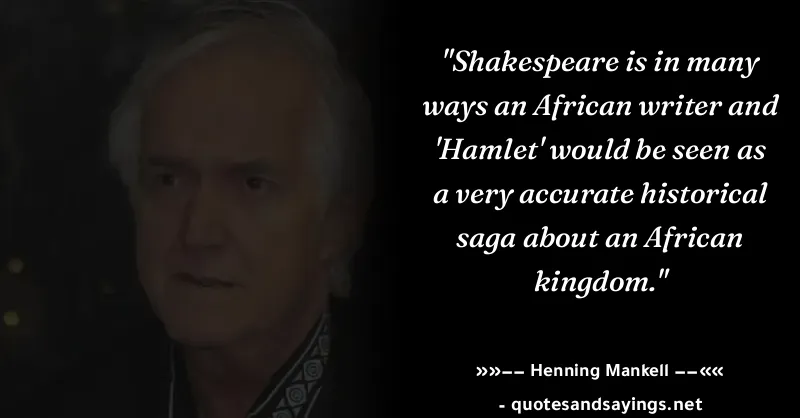 "Shakespeare is in many
ways an African writer and
'Hamlet' would be seen as
a very accurate historical
saga about an African
kingdom."
»»−− Henning Mankell −−««
- quotesandsayings.net